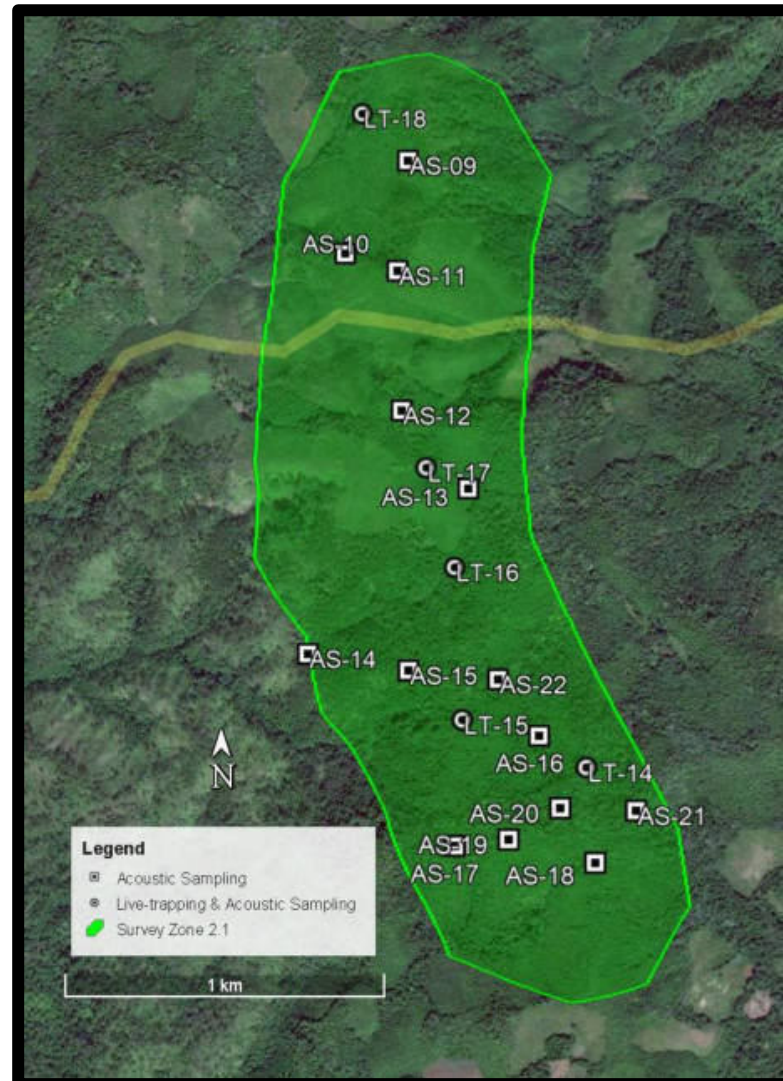 LT-18
AS-09
AS-10
AS-11
AS-12
LT-17
AS-13
LT-16
AS-14
AS-15
AS-22
LT-15
AS-16
LT-14
AS-20
AS-21
AS-19
AS-17
AS-18
N
Legend
Acoustic Sampling
Live-trapping & Acoustic Sampling
Survey Zone 2.1
1 km